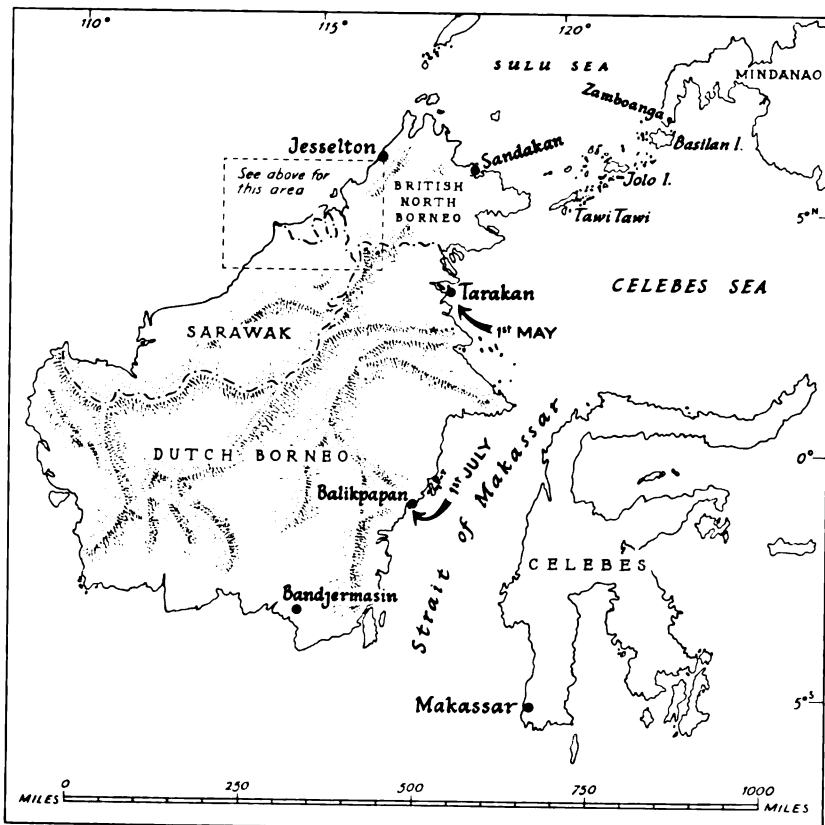 110°
115°
120°
SULU SEA
MINDANAO
Zamboanga
Jesselton
Sandakan
Basilan I.
See above for
this area
BRITISH
NORTH
BORNEO
Jolo I.
Tawi Tawi
5°N
CELEBES SEA
Tarakan
1ST MAY
SARAWAK
Strait of Makassar
DUTCH BORNEO
0°
1ST JULY
Balikpapan
CELEBES
Bandjermasin
Makassar
5°S
0
250
500
750
1000
MILES
MILES